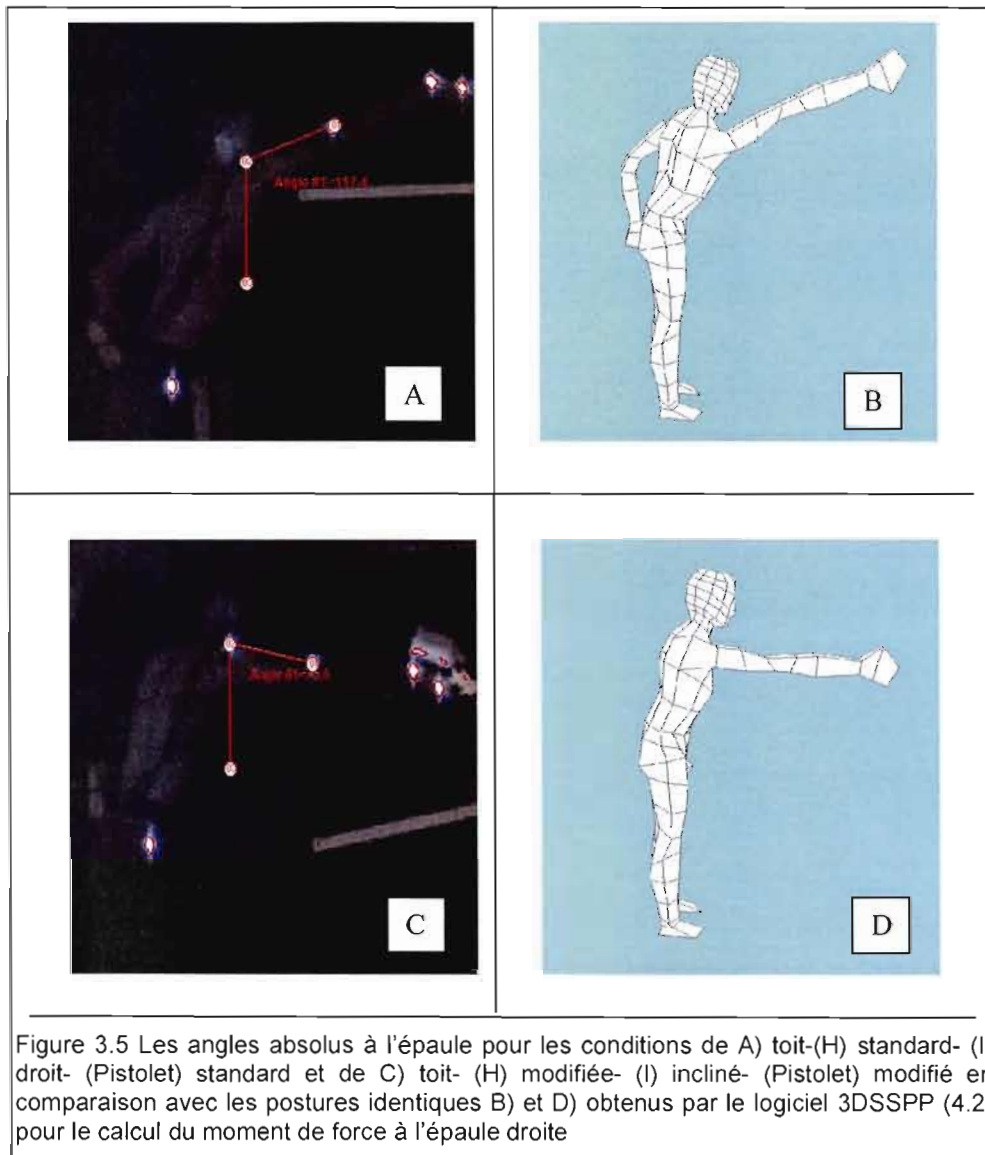 A
B
C
D
Figure 3.5 Les angles absolus à l'épaule pour les conditions de A) toit-(H) standard- (I
droit- (Pistolet) standard et de C) toit- (H) modifiée- (I) incliné- (Pistolet) modifié en
comparaison avec les postures identiques B) et D) obtenus par le logiciel 3DSSPP (4.2
pour le calcul du moment de force à l'épaule droite